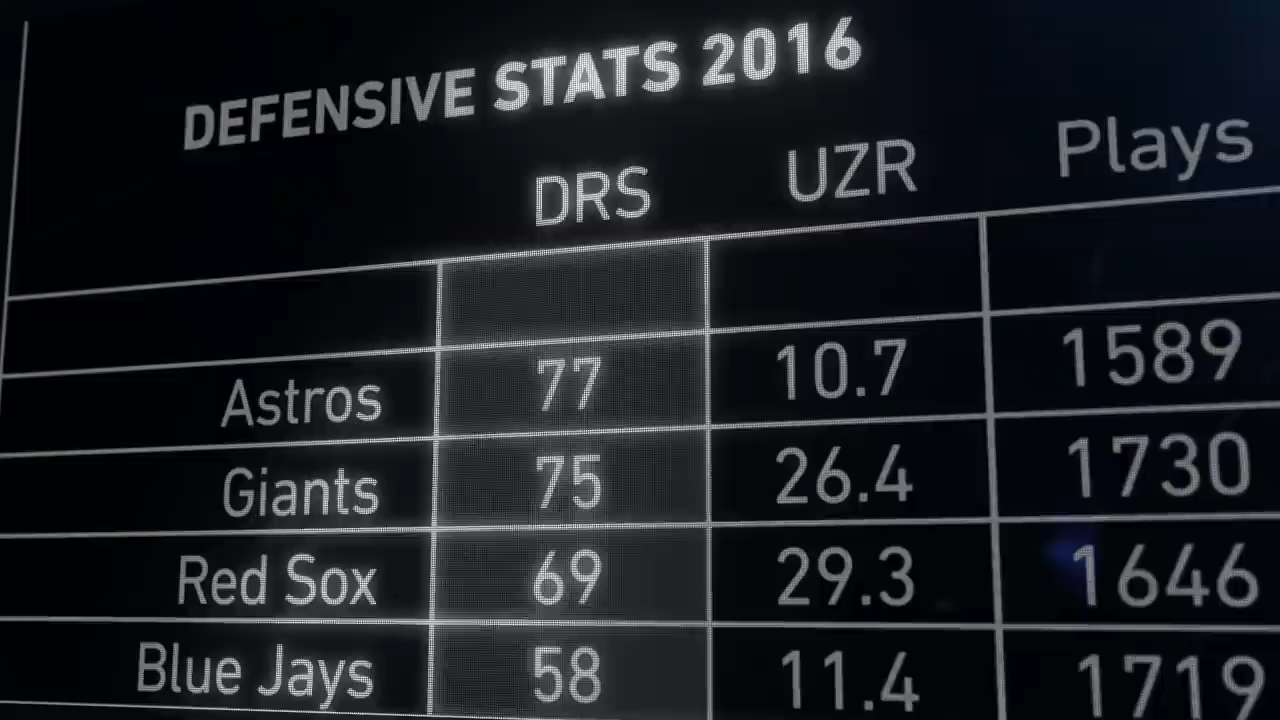 DEFENSIVE STATS 2016
DRS UZR Plays
Astros 77 10.7 1589
Giants 75 26.4 1730
Red Sox 69 29.3 1646
Blue Jays 58 11.4 1719